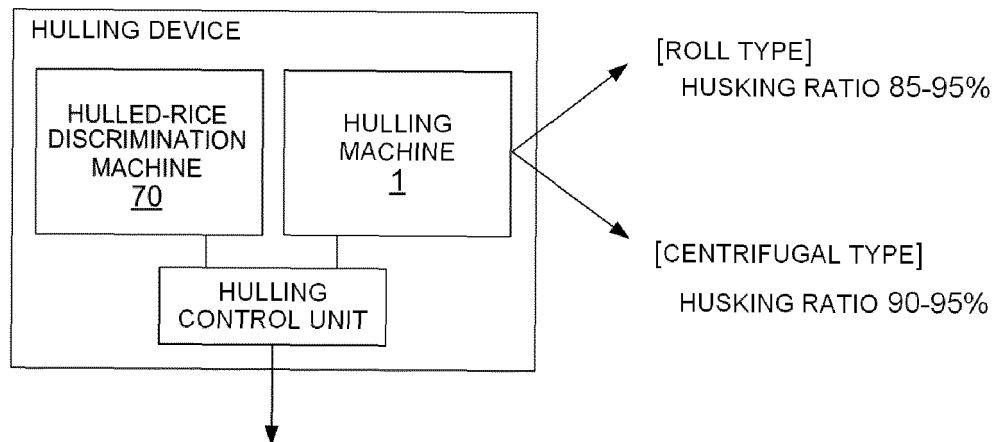 HULLING DEVICE
HULLED-RICE
DISCRIMINATION
MACHINE
70
HULLING
MACHINE
1
HULLING
CONTROL UNIT
[ROLL TYPE]
HUSKING RATIO 85-95%
[CENTRIFUGAL TYPE]
HUSKING RATIO 90-95%